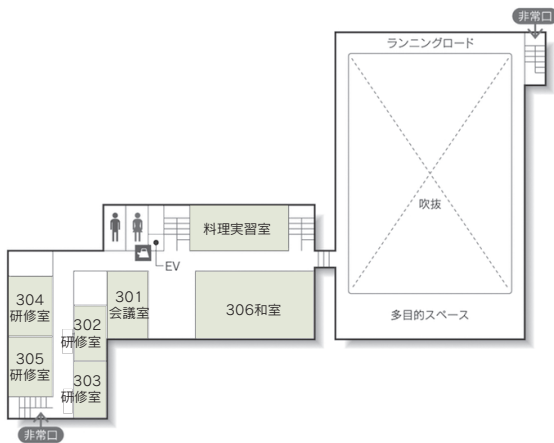 非常口
ランニングロード
吹抜
多目的スペース
料理実習室
EV
301
会議室
306和室
304
研修室
302
研修室
305
研修室
303
研修室
非常口